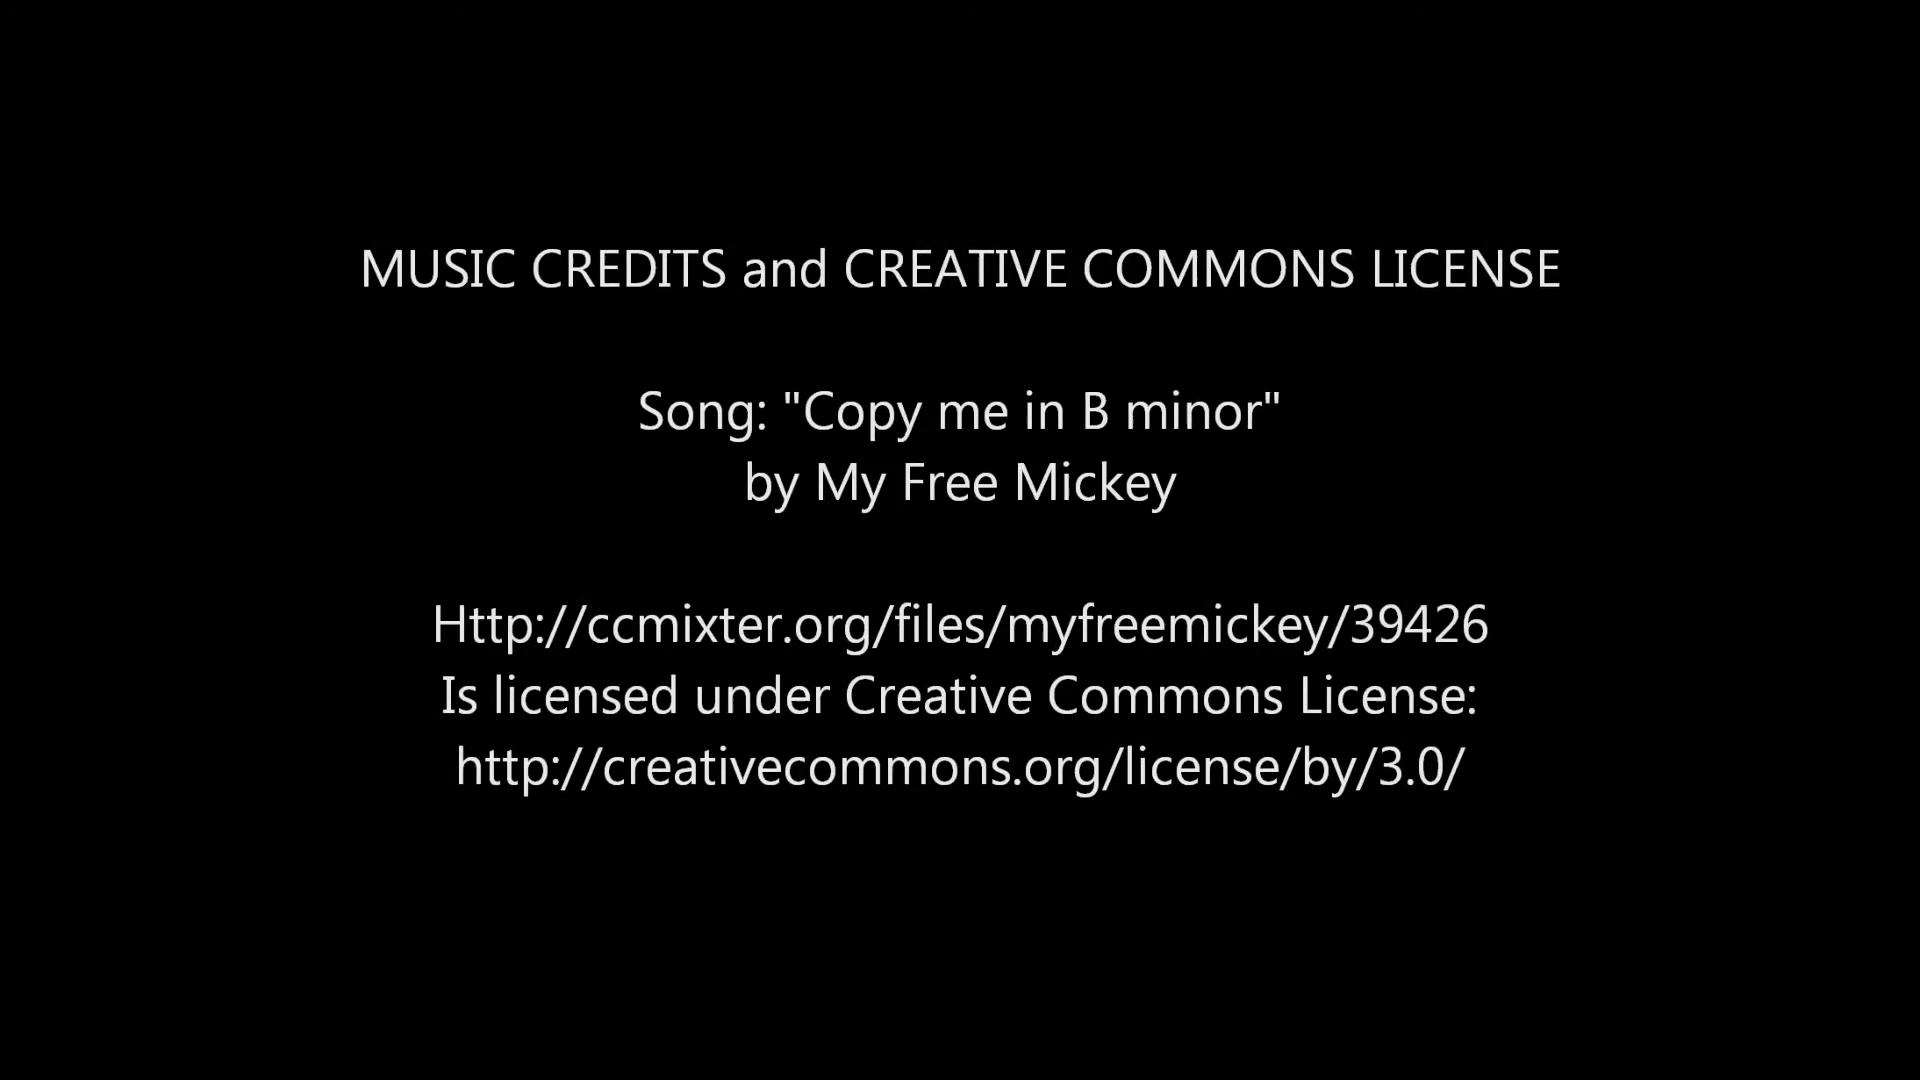 MUSIC CREDITS and CREATIVE COMMONS LICENSE
Song: "Copy me in B minor"
by My Free Mickey
Http://ccmixter.org/files/myfreemickey/39426
Is licensed under Creative Commons License:
http://creativecommons.org/license/by/3.0/